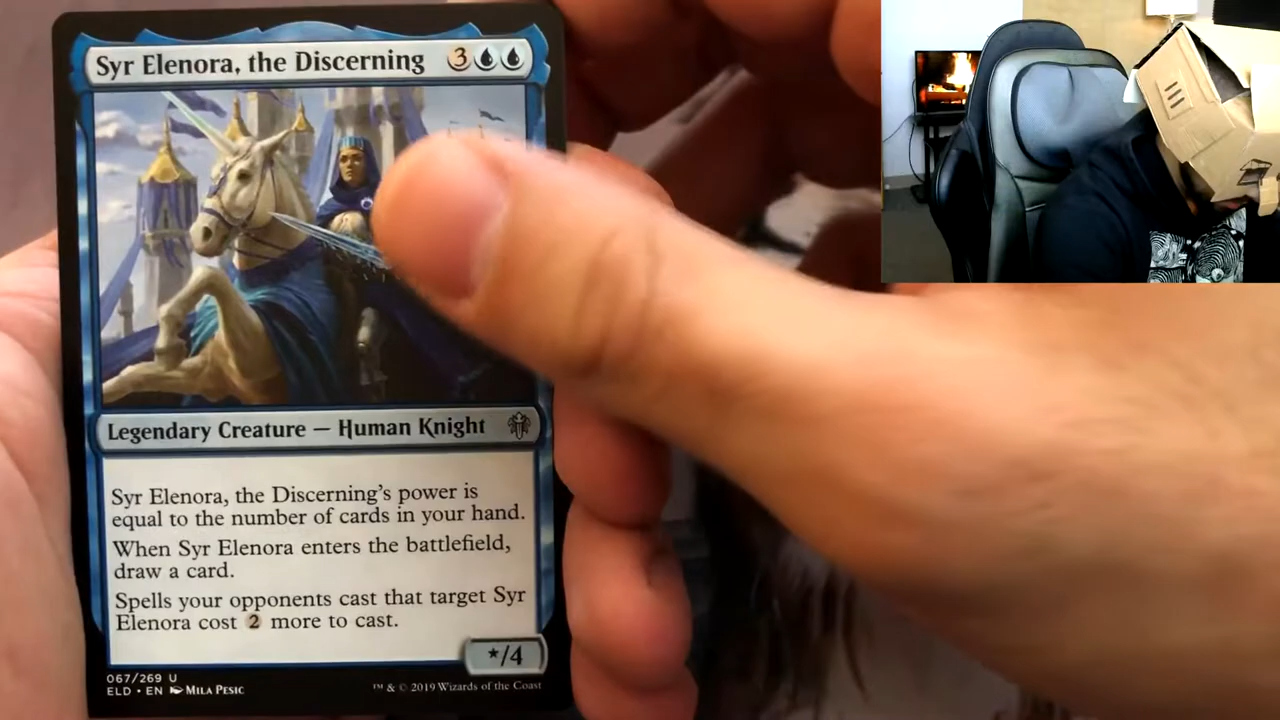 Syr Elenora, the Discerning 3
Legendary Creature — Human Knight
Syr Elenora, the Discerning's power is
equal to the number of cards in your hand.
When Syr Elenora enters the battlefield,
draw a card.
Spells your opponents cast that target Syr
Elenora cost 2 more to cast.
*/4
067/269 U
ELD • EN MILA PESIC
™ & © 2019 Wizards of the Coast